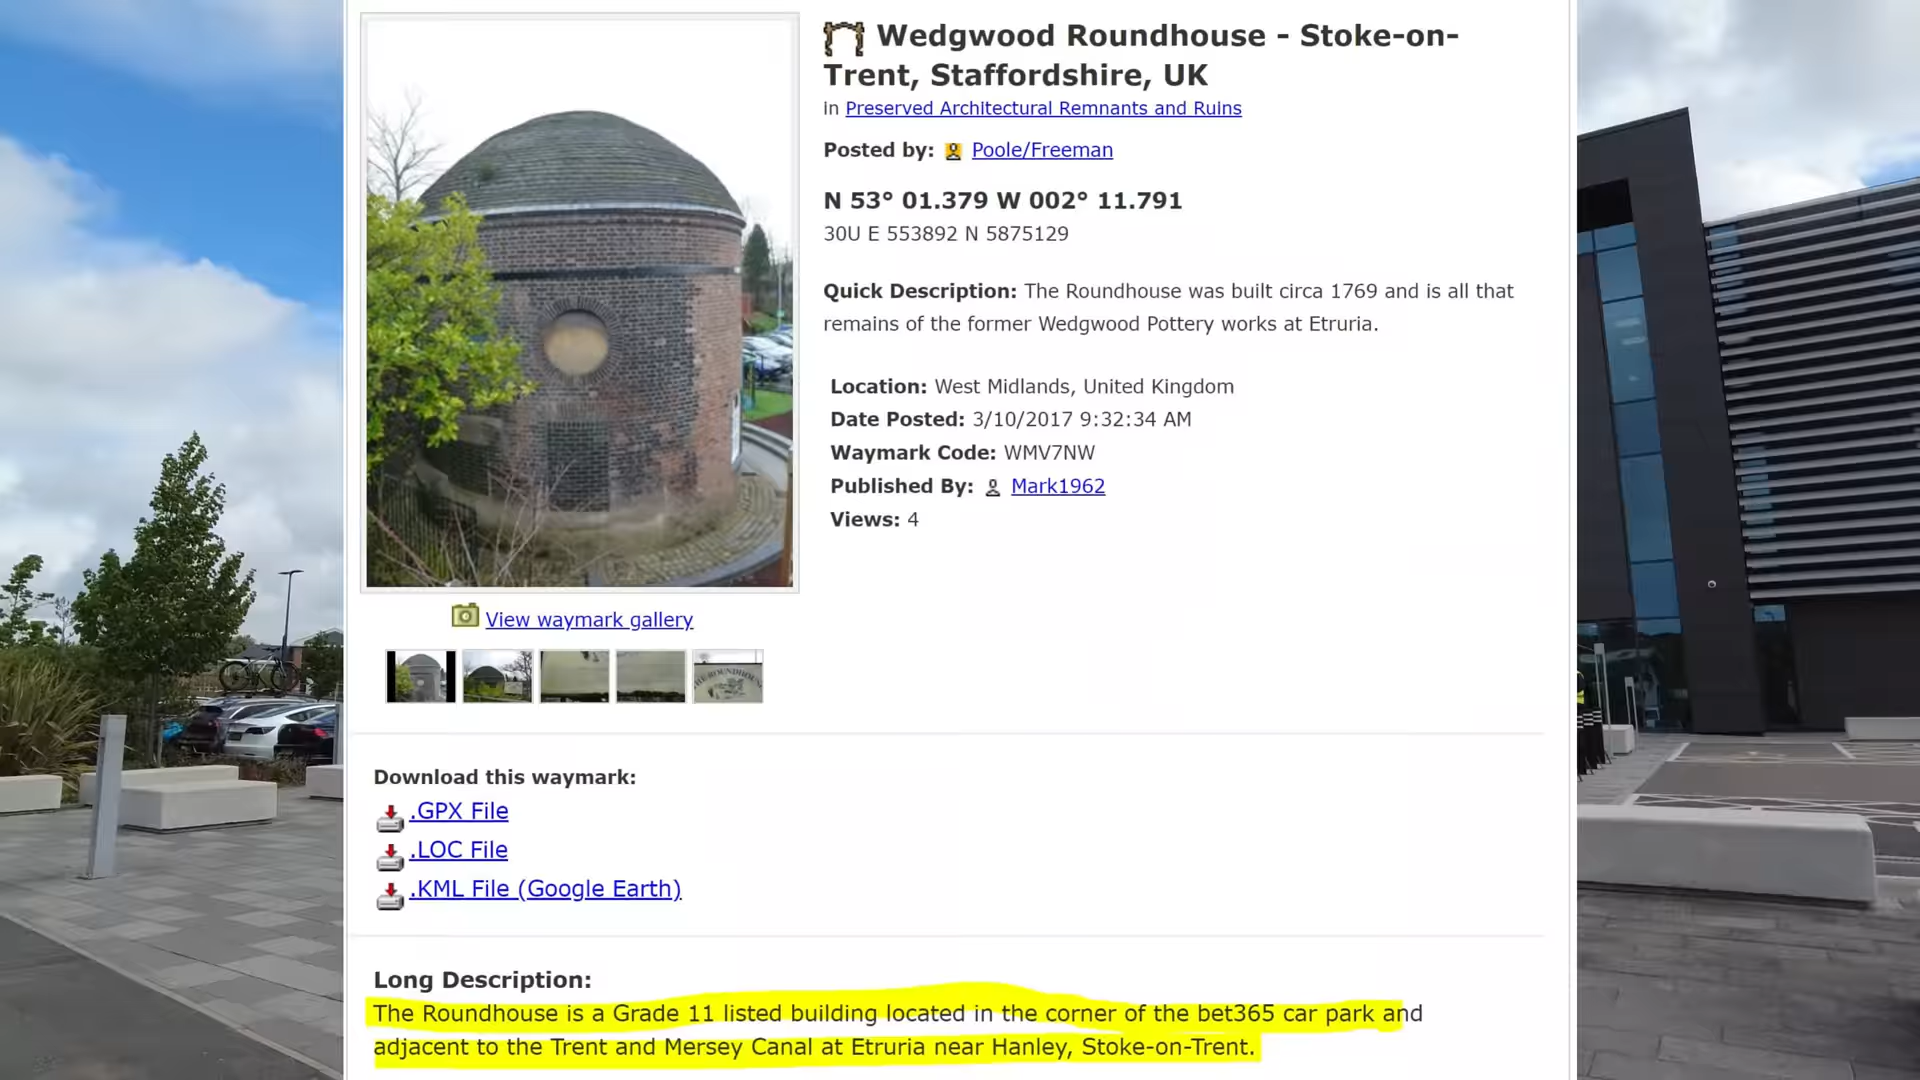 Wedgwood Roundhouse - Stoke-on-
Trent, Staffordshire, UK
in Preserved Architectural Remnants and Ruins
Posted by: Poole/Freeman
N 53° 01.379 W 002° 11.791
30U E 553892 N 5875129
Quick Description: The Roundhouse was built circa 1769 and is all that
remains of the former Wedgwood Pottery works at Etruria.
Location: West Midlands, United Kingdom
Date Posted: 3/10/2017 9:32:34 AM
Waymark Code: WMV7NW
Published By: Mark1962
Views: 4
View waymark gallery
THE ROUNDHOUSE
Download this waymark:
.GPX File
.LOC File
.KML File (Google Earth)
Long Description:
The Roundhouse is a Grade 11 listed building located in the corner of the bet365 car park and
adjacent to the Trent and Mersey Canal at Etruria near Hanley, Stoke-on-Trent.